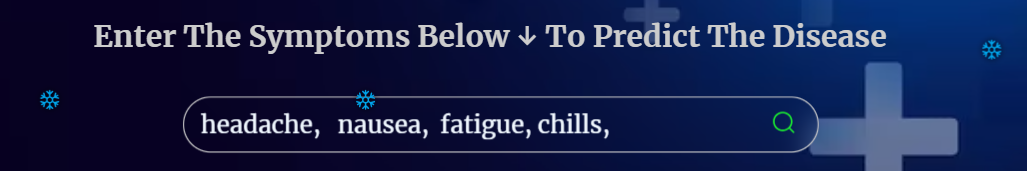 Enter The Symptoms Below ↓ To Predict The Disease
headache, nausea, fatigue, chills,